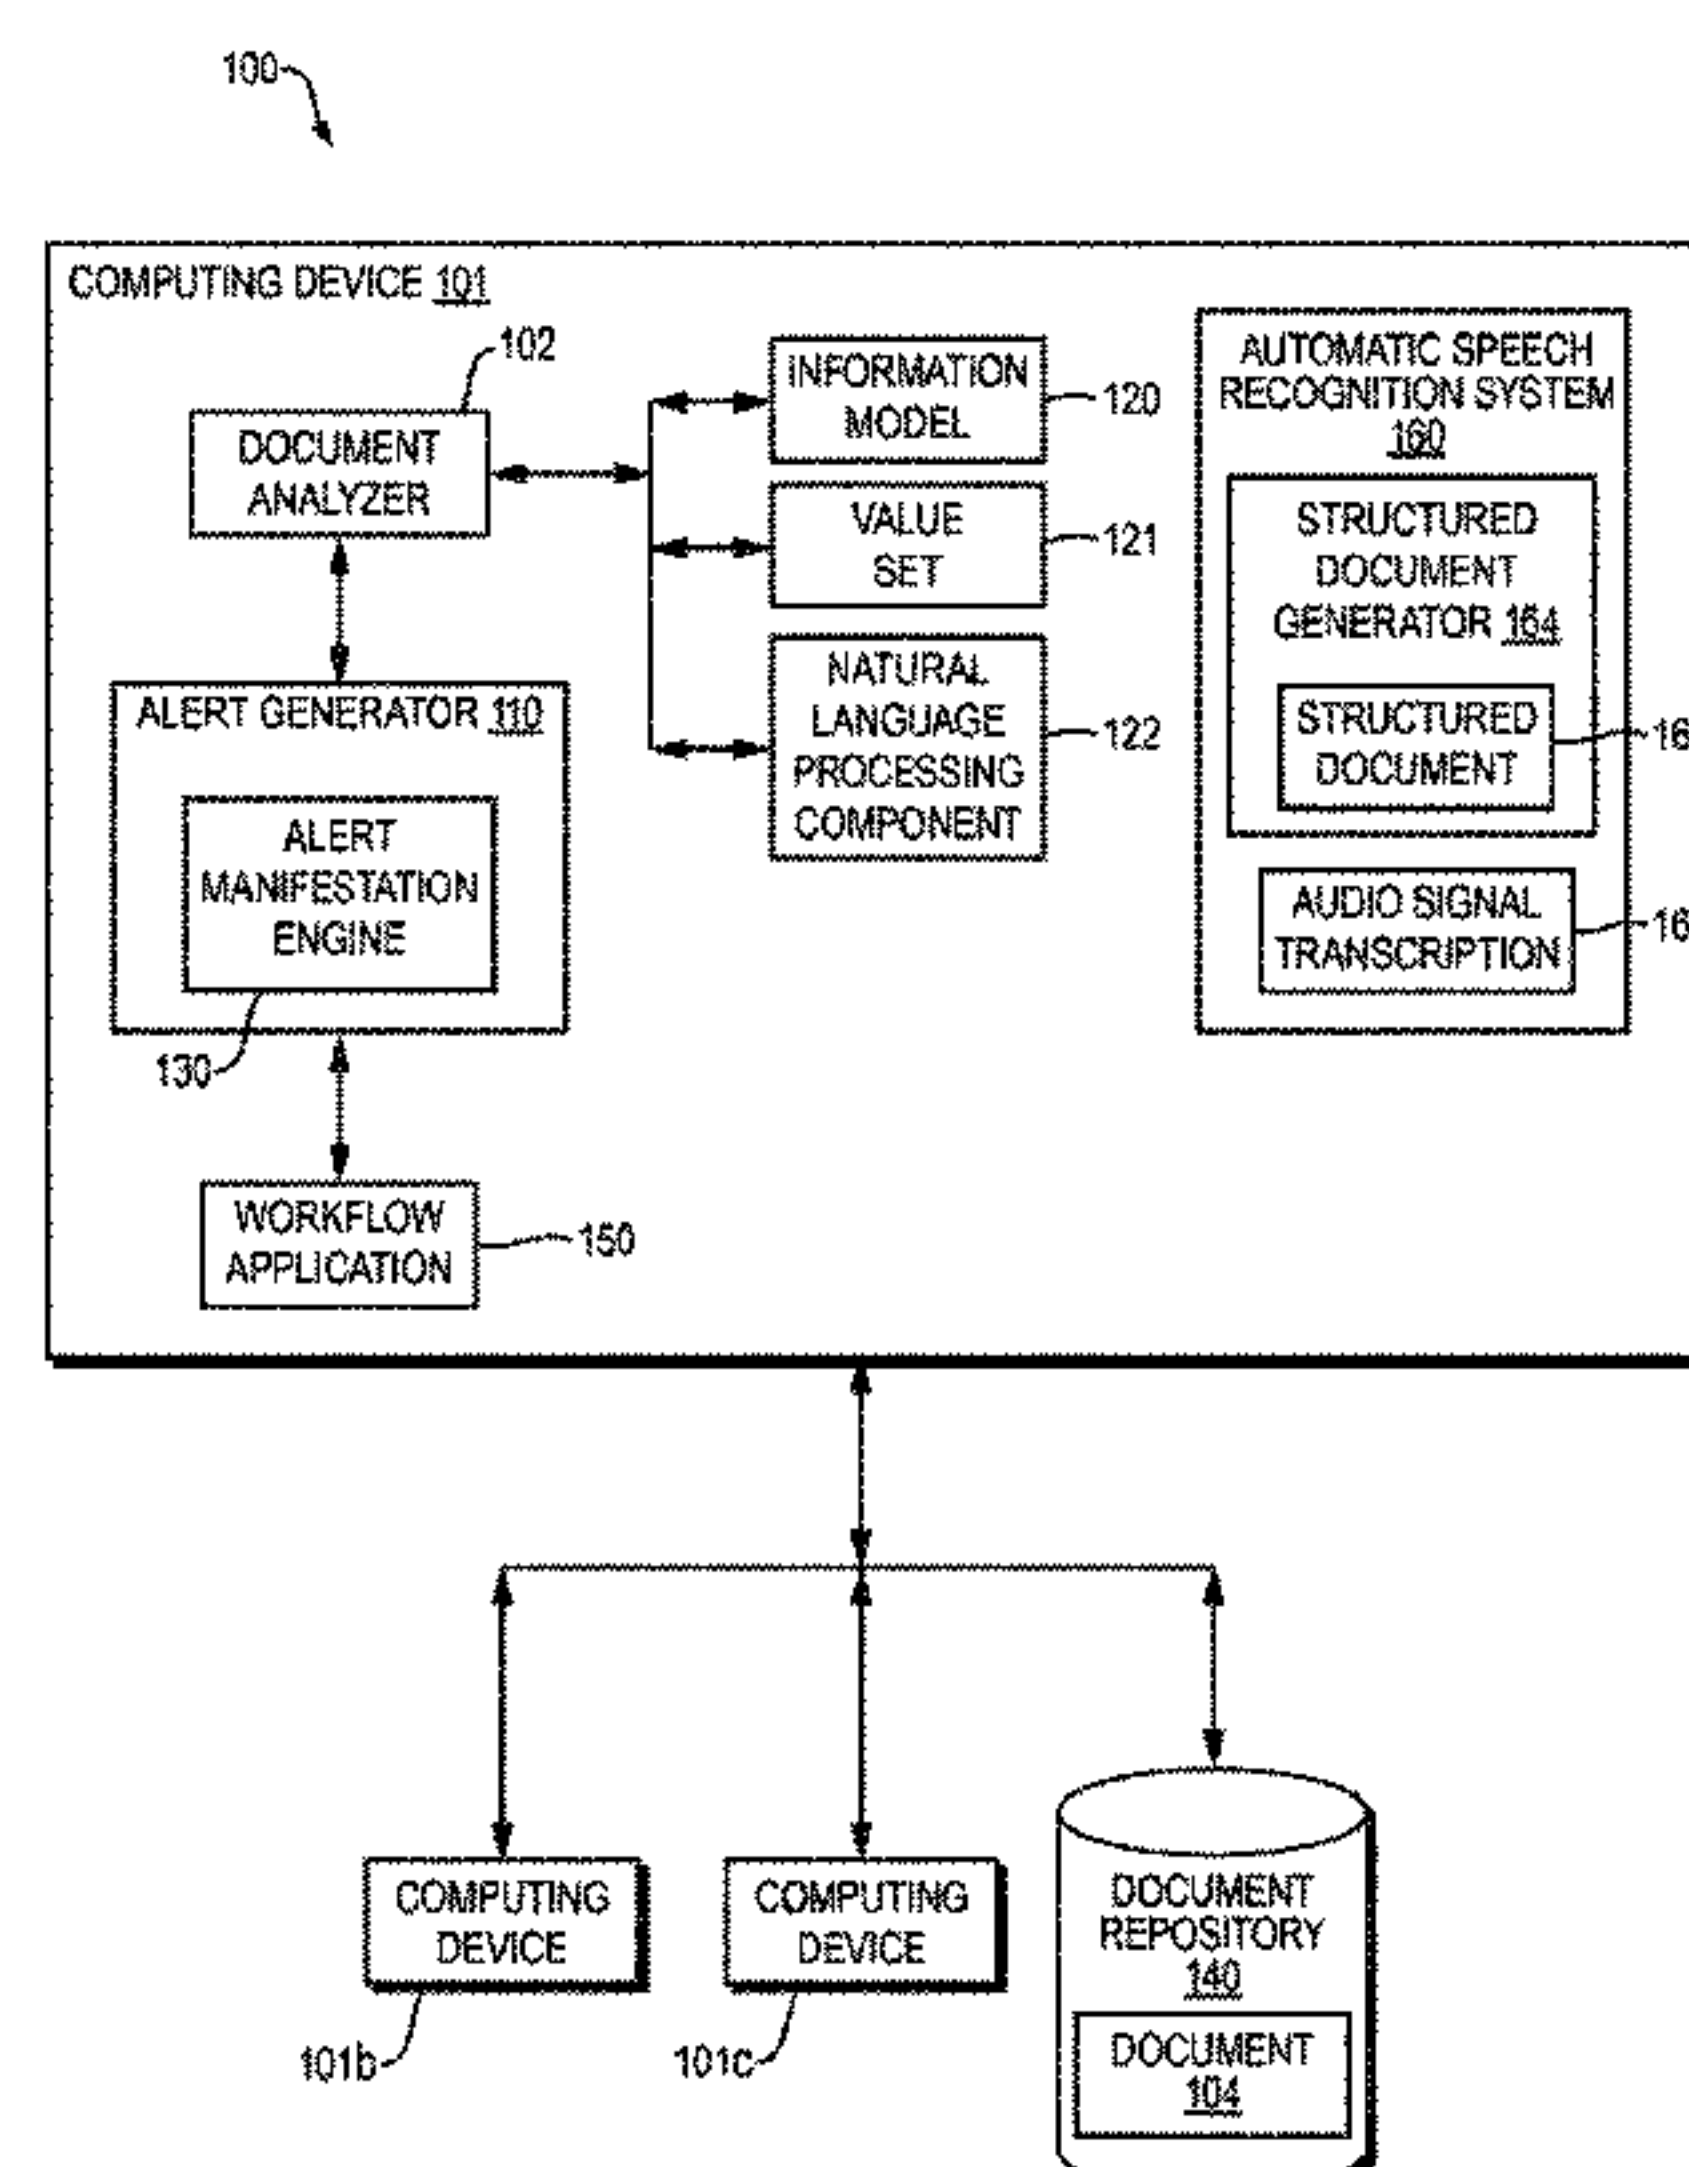 100
COMPUTING DEVICE 101
102
DOCUMENT
ANALYZER
INFORMATION
MODEL
120
VALUE
SET
121
NATURAL
LANGUAGE
PROCESSING
COMPONENT
122
ALERT GENERATOR 110
ALERT
MANIFESTATION
ENGINE
130
WORKFLOW
APPLICATION
150
AUTOMATIC SPEECH
RECOGNITION SYSTEM
160
STRUCTURED
DOCUMENT
GENERATOR 164
STRUCTURED
DOCUMENT
16
AUDIO SIGNAL
TRANSCRIPTION
16
COMPUTING
DEVICE
101b
COMPUTING
DEVICE
101c
DOCUMENT
REPOSITORY
140
DOCUMENT
104